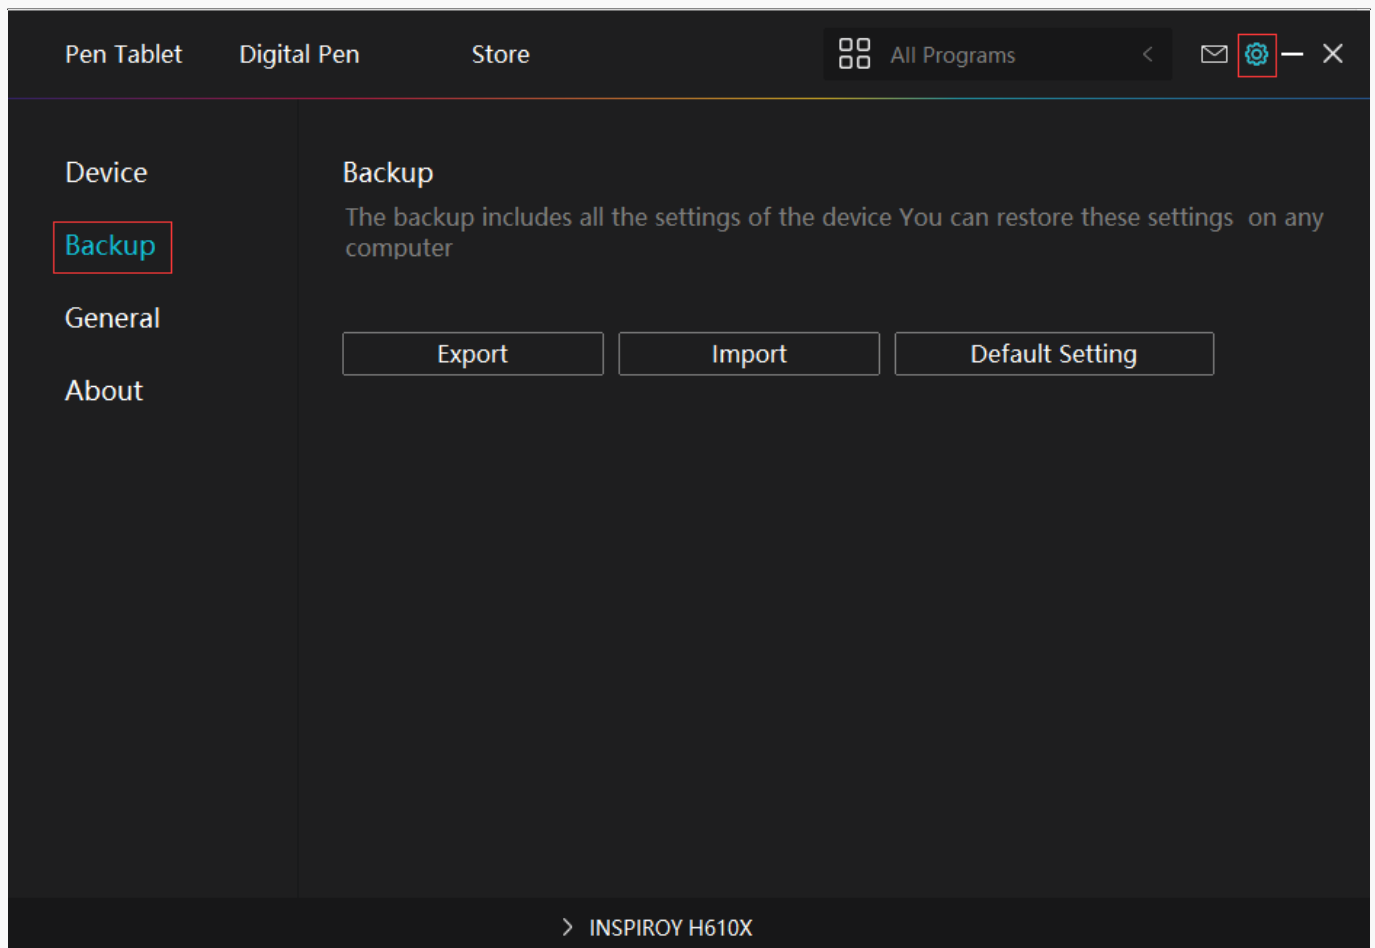 Pen Tablet
Digital Pen
Store
All Programs
Device
Backup
General
About
Backup
The backup includes all the settings of the device You can restore these settings  on any
computer
Export
Import
Default Setting
INSPIROY H610X